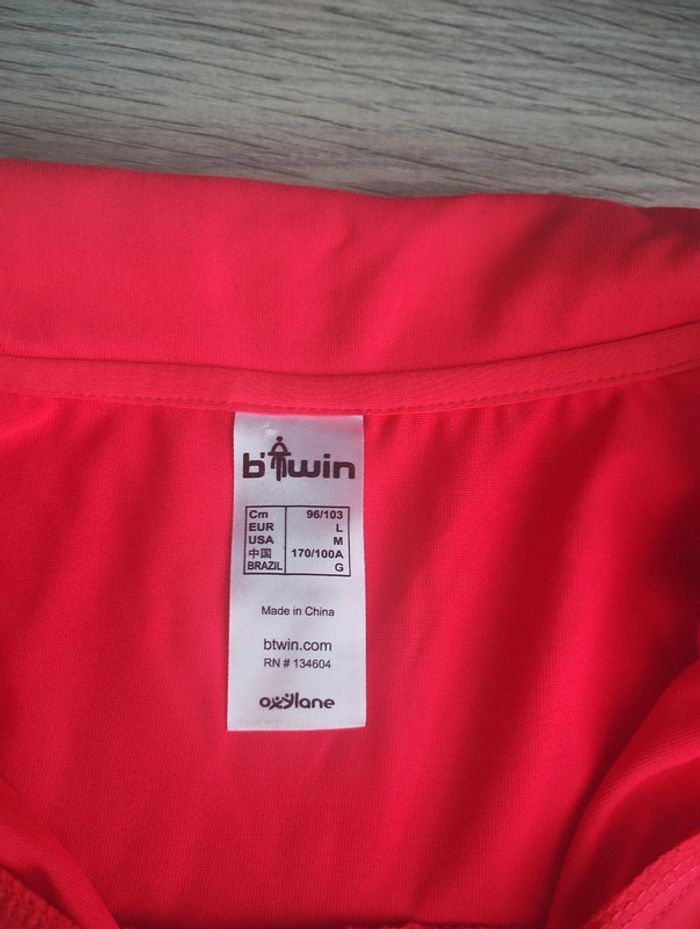 b'twin
Cm 96/103
EUR L
USA M
中国 170/100A
BRAZIL G
Made in China
btwin.com
RN # 134604
oxylane